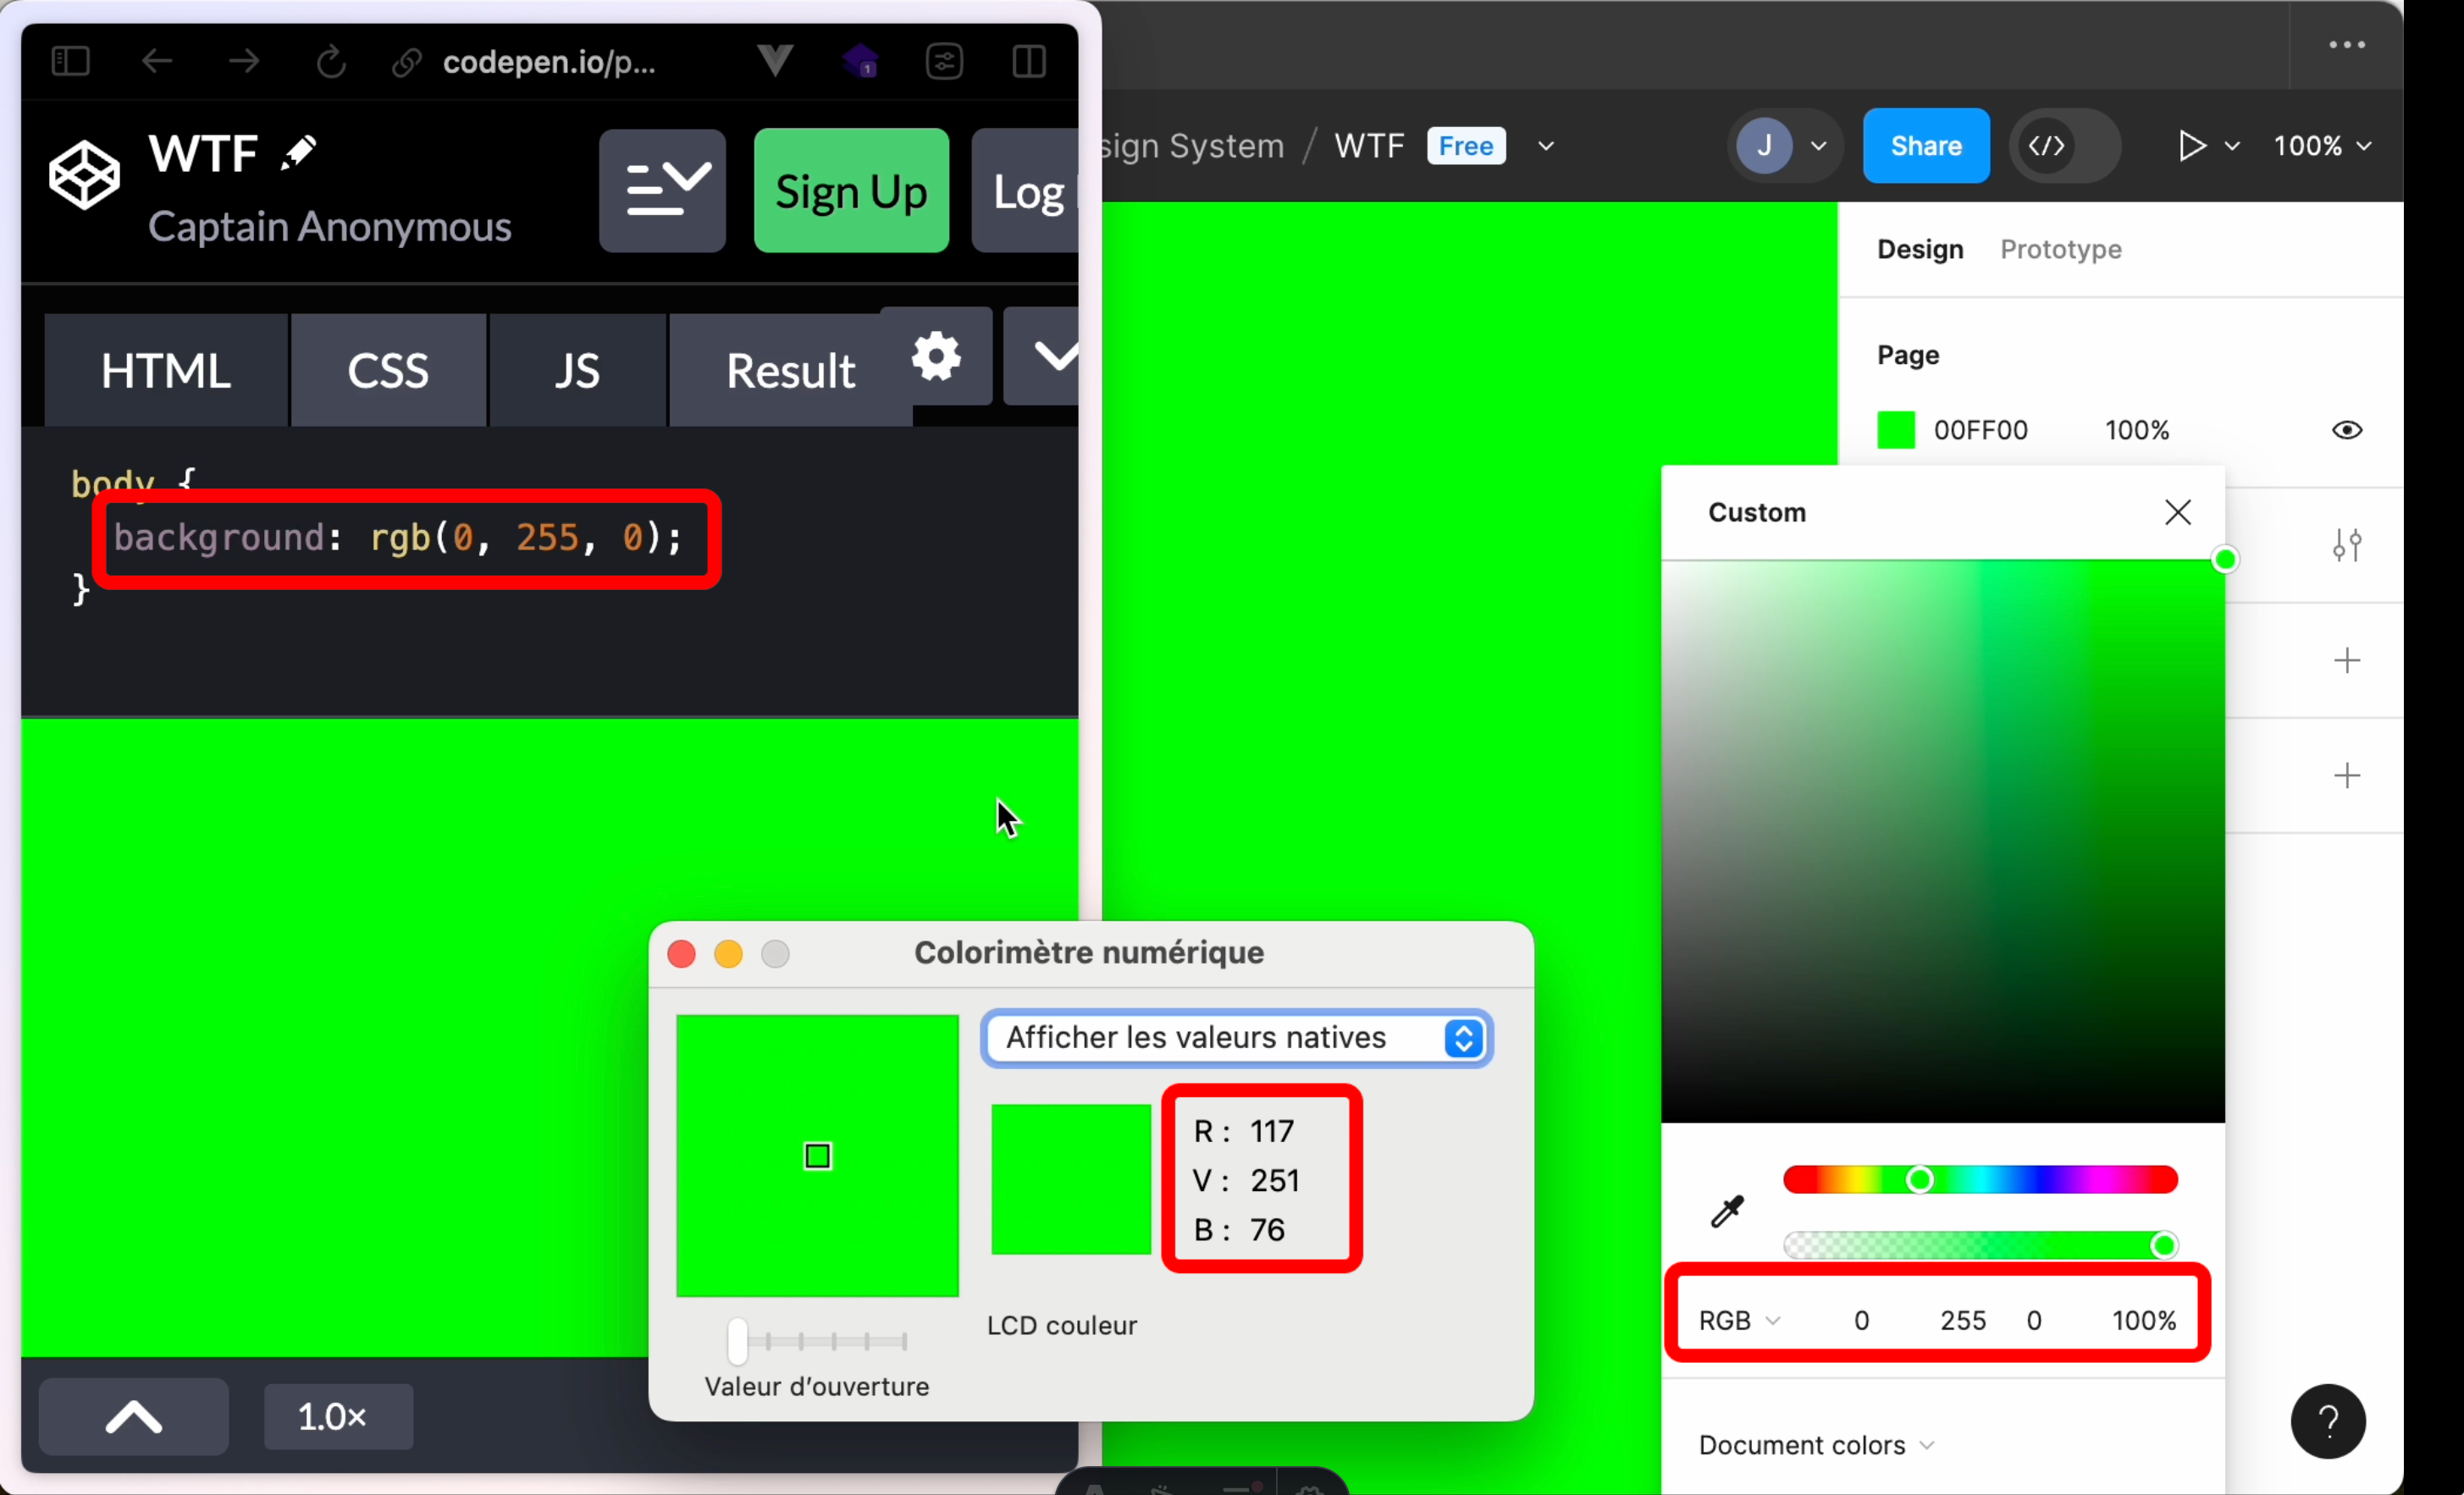 codepen.io/p...
1
WTF
Captain Anonymous
Sign Up
Log
HTML
CSS
JS
Result
body {
background: rgb(0, 255, 0);
}
1.0×
sign System / WTF
Free
J
Share
</>
100%
Design
Prototype
Page
00FF00
100%
Custom
RGB
0
255
0
100%
Document colors
?
Colorimètre numérique
Afficher les valeurs natives
R : 117
V : 251
B : 76
LCD couleur
Valeur d'ouverture